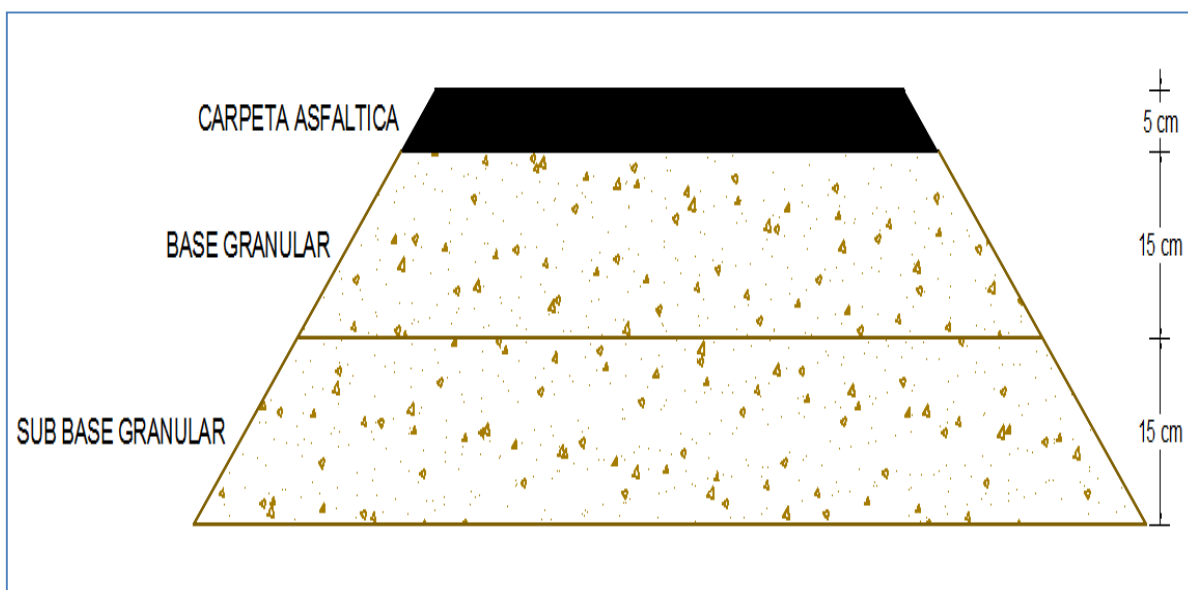 CARPETA ASFALTICA
5 cm
BASE GRANULAR
15 cm
SUB BASE GRANULAR
15 cm